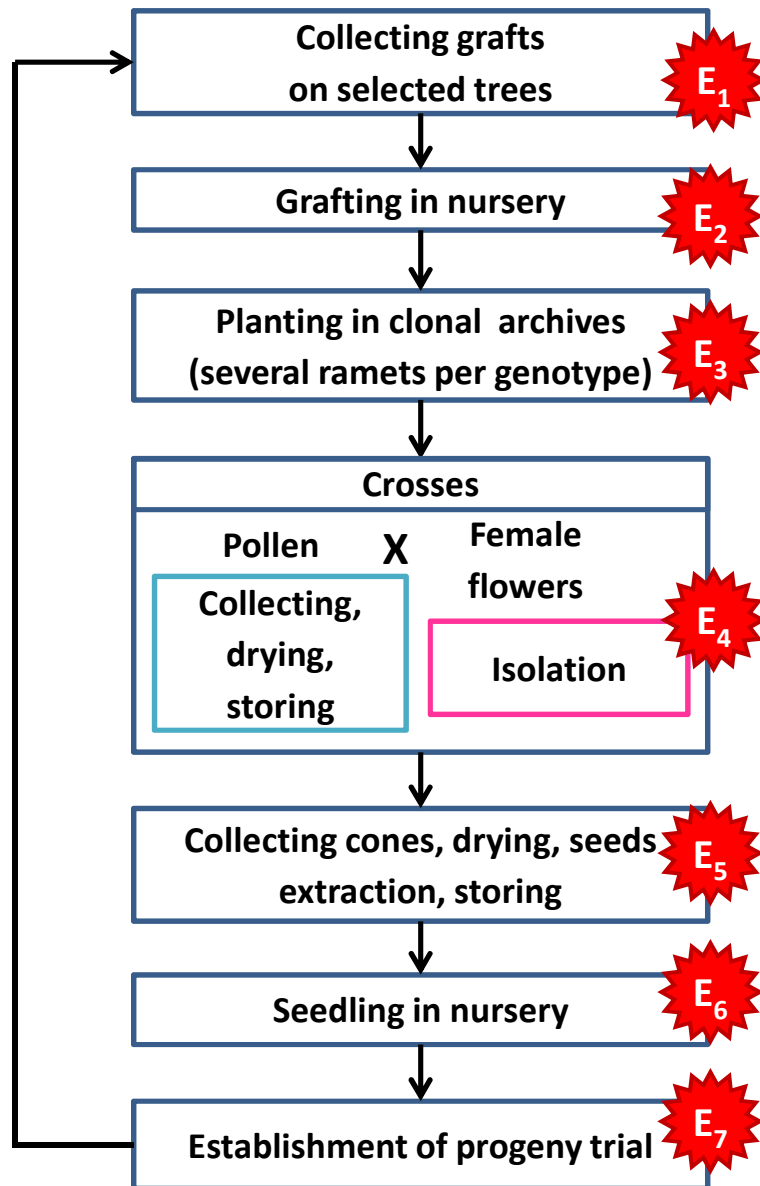 Collecting grafts
on selected trees
E₁
Grafting in nursery
E₂
Planting in clonal archives
(several ramets per genotype)
E₃
Crosses
Pollen X Female
flowers
Collecting,
drying,
storing
Isolation
E₄
Collecting cones, drying, seeds
extraction, storing
E₅
Seedling in nursery
E₆
Establishment of progeny trial
E₇